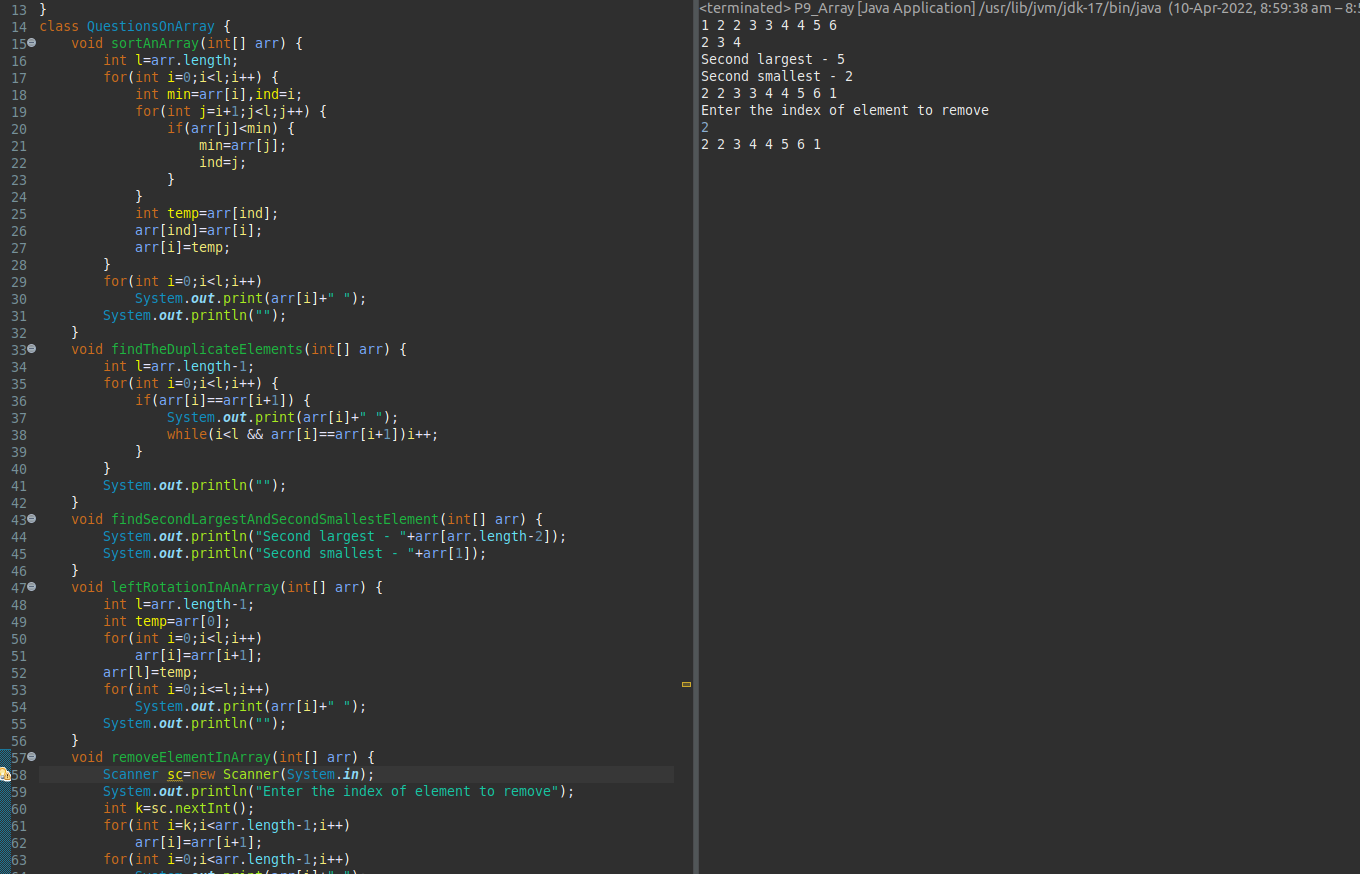 13 }
14 class QuestionsOnArray {
15 void sortAnArray(int[] arr) {
16 int l=arr.length;
17 for(int i=0;i<l;i++) {
18 int min=arr[i],ind=i;
19 for(int j=i+1;j<l;j++) {
20 if(arr[j]<min) {
21 min=arr[j];
22 ind=j;
23 }
24 }
25 int temp=arr[ind];
26 arr[ind]=arr[i];
27 arr[i]=temp;
28 }
29 for(int i=0;i<l;i++)
30 System.out.print(arr[i]+" ");
31 System.out.println("");
32 }
33 void findTheDuplicateElements(int[] arr) {
34 int l=arr.length-1;
35 for(int i=0;i<l;i++) {
36 if(arr[i]==arr[i+1]) {
37 System.out.print(arr[i]+" ");
38 while(i<l && arr[i]==arr[i+1])i++;
39 }
40 }
41 System.out.println("");
42 }
43 void findSecondLargestAndSecondSmallestElement(int[] arr) {
44 System.out.println("Second largest - "+arr[arr.length-2]);
45 System.out.println("Second smallest - "+arr[1]);
46 }
47 void leftRotationInAnArray(int[] arr) {
48 int l=arr.length-1;
49 int temp=arr[0];
50 for(int i=0;i<l;i++)
51 arr[i]=arr[i+1];
52 arr[l]=temp;
53 for(int i=0;i<=l;i++)
54 System.out.print(arr[i]+" ");
55 System.out.println("");
56 }
57 void removeElementInArray(int[] arr) {
58 Scanner sc=new Scanner(System.in);
59 System.out.println("Enter the index of element to remove");
60 int k=sc.nextInt();
61 for(int i=k;i<arr.length-1;i++)
62 arr[i]=arr[i+1];
63 for(int i=0;i<arr.length-1;i++)
<terminated> P9_Array [Java Application] /usr/lib/jvm/jdk-17/bin/java (10-Apr-2022, 8:59:38 am – 8:5
1 2 2 3 3 4 4 5 6
2 3 4
Second largest - 5
Second smallest - 2
2 2 3 3 4 4 5 6 1
Enter the index of element to remove
2
2 2 3 4 4 5 6 1